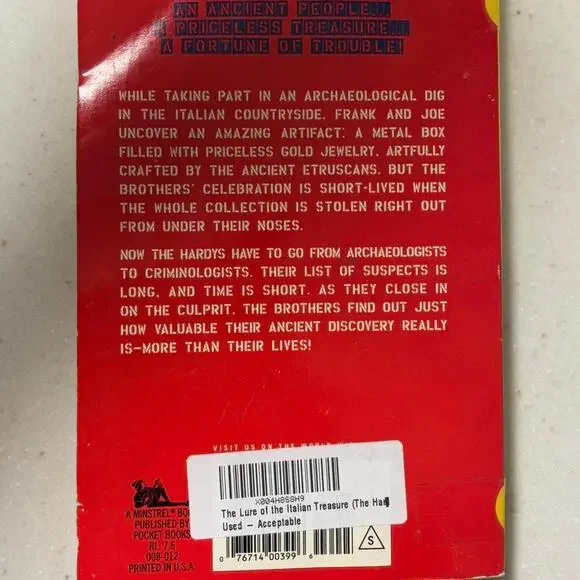 AN ANCIENT PEOPLE...
A PRICELESS TREASURE...
A FORTUNE OF TROUBLE!
WHILE TAKING PART IN AN ARCHAEOLOGICAL DIG
IN THE ITALIAN COUNTRYSIDE, FRANK AND JOE
UNCOVER AN AMAZING ARTIFACT: A METAL BOX
FILLED WITH PRICELESS GOLD JEWELRY, ARTFULLY
CRAFTED BY THE ANCIENT ETRUSCANS. BUT THE
BROTHERS' CELEBRATION IS SHORT-LIVED WHEN
THE WHOLE COLLECTION IS STOLEN RIGHT OUT
FROM UNDER THEIR NOSES.
NOW THE HARDYS HAVE TO GO FROM ARCHAEOLOGISTS
TO CRIMINOLOGISTS. THEIR LIST OF SUSPECTS IS
LONG, AND TIME IS SHORT. AS THEY CLOSE IN
ON THE CULPRIT, THE BROTHERS FIND OUT JUST
HOW VALUABLE THEIR ANCIENT DISCOVERY REALLY
IS—MORE THAN THEIR LIVES!
VISIT US ON THE WORLD
X004H8S8H9
The Lure of the Italian Treasure (The Har
Used - Acceptable
A MINSTREL® BOO
PUBLISHED BY
POCKET BOOKS
RL: 7.6
008-012
PRINTED IN U.S.A.
0 76714 00399 6
S